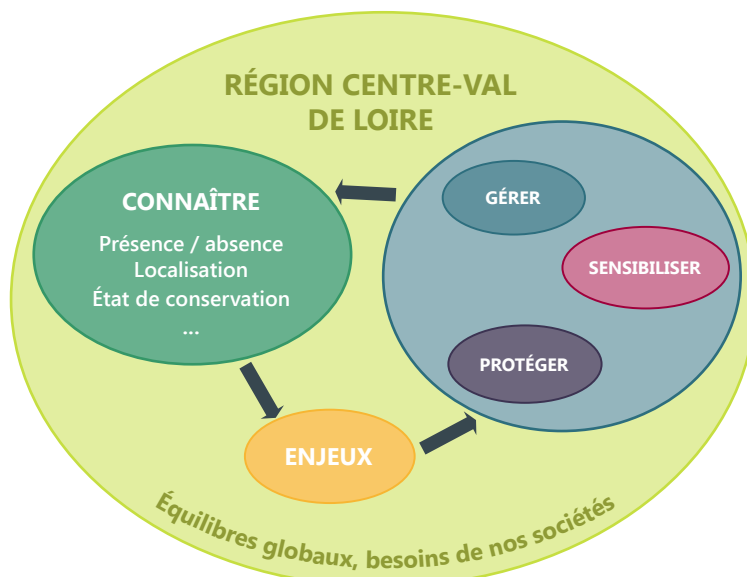 RÉGION CENTRE-VAL
DE LOIRE
CONNAÎTRE
Présence / absence
Localisation
État de conservation
...
GÉRER
SENSIBILISER
PROTÉGER
ENJEUX
Équilibres globaux, besoins de nos sociétés